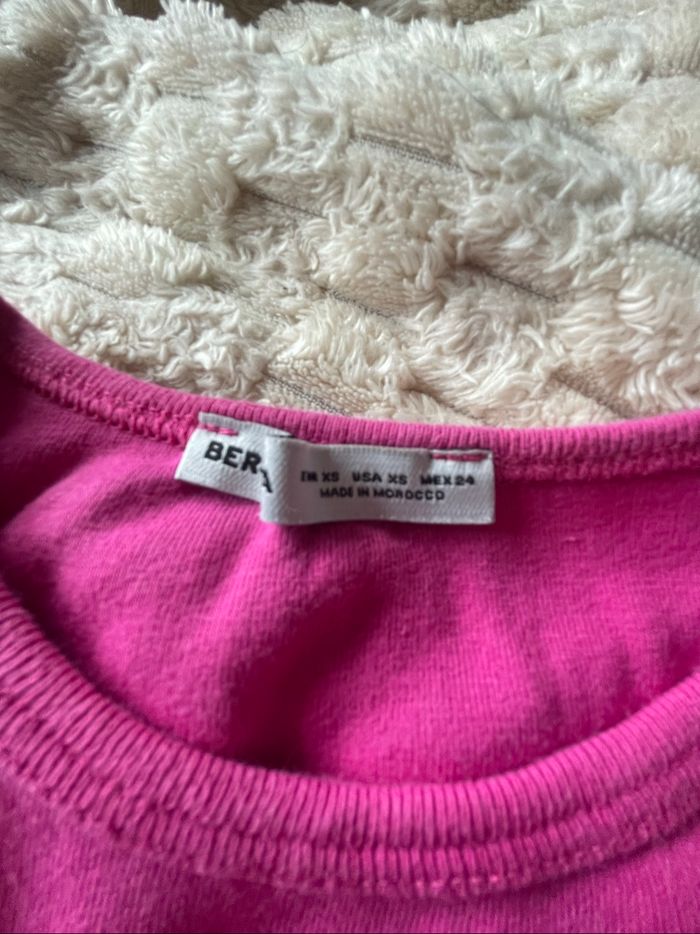 BER
EUR XS USA XS MEX 24
MADE IN MOROCCO